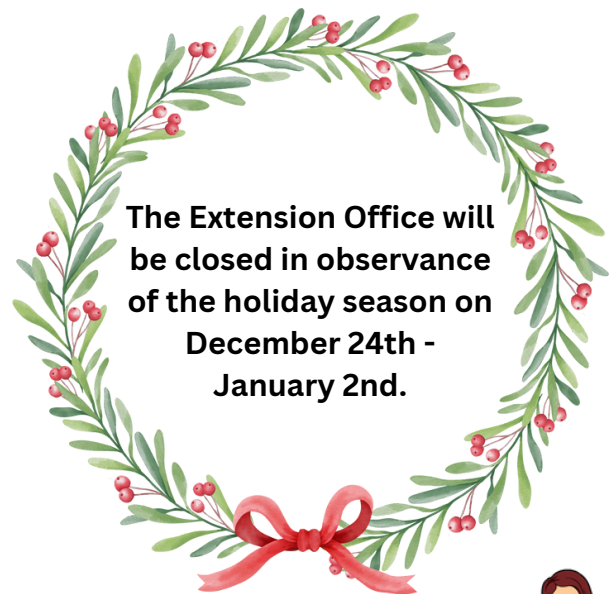 The Extension Office will
be closed in observance
of the holiday season on
December 24th -
January 2nd.